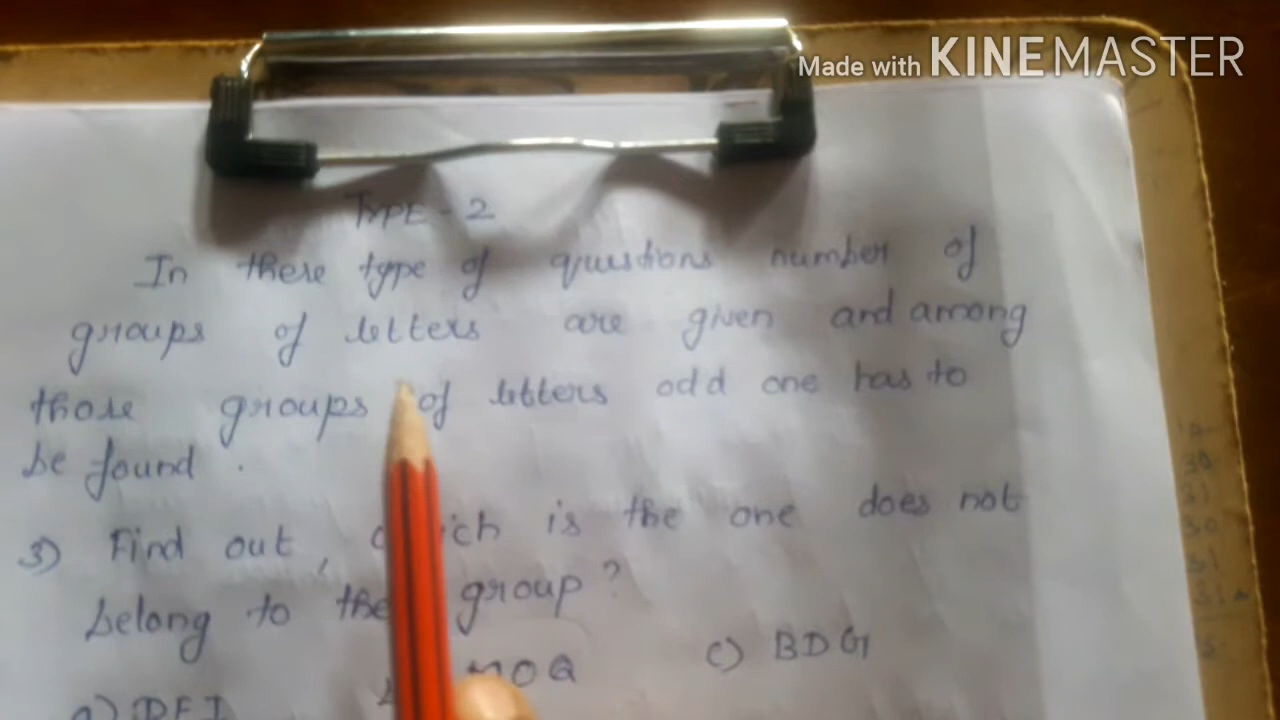 Made with KINEMASTER
TYPE - 2
In these type of questions number of
groups of letters are given and among
those groups of letters odd one has to
be found.
3) Find out, is the one does not
belong to the group?
MOQ c) BDG
a)